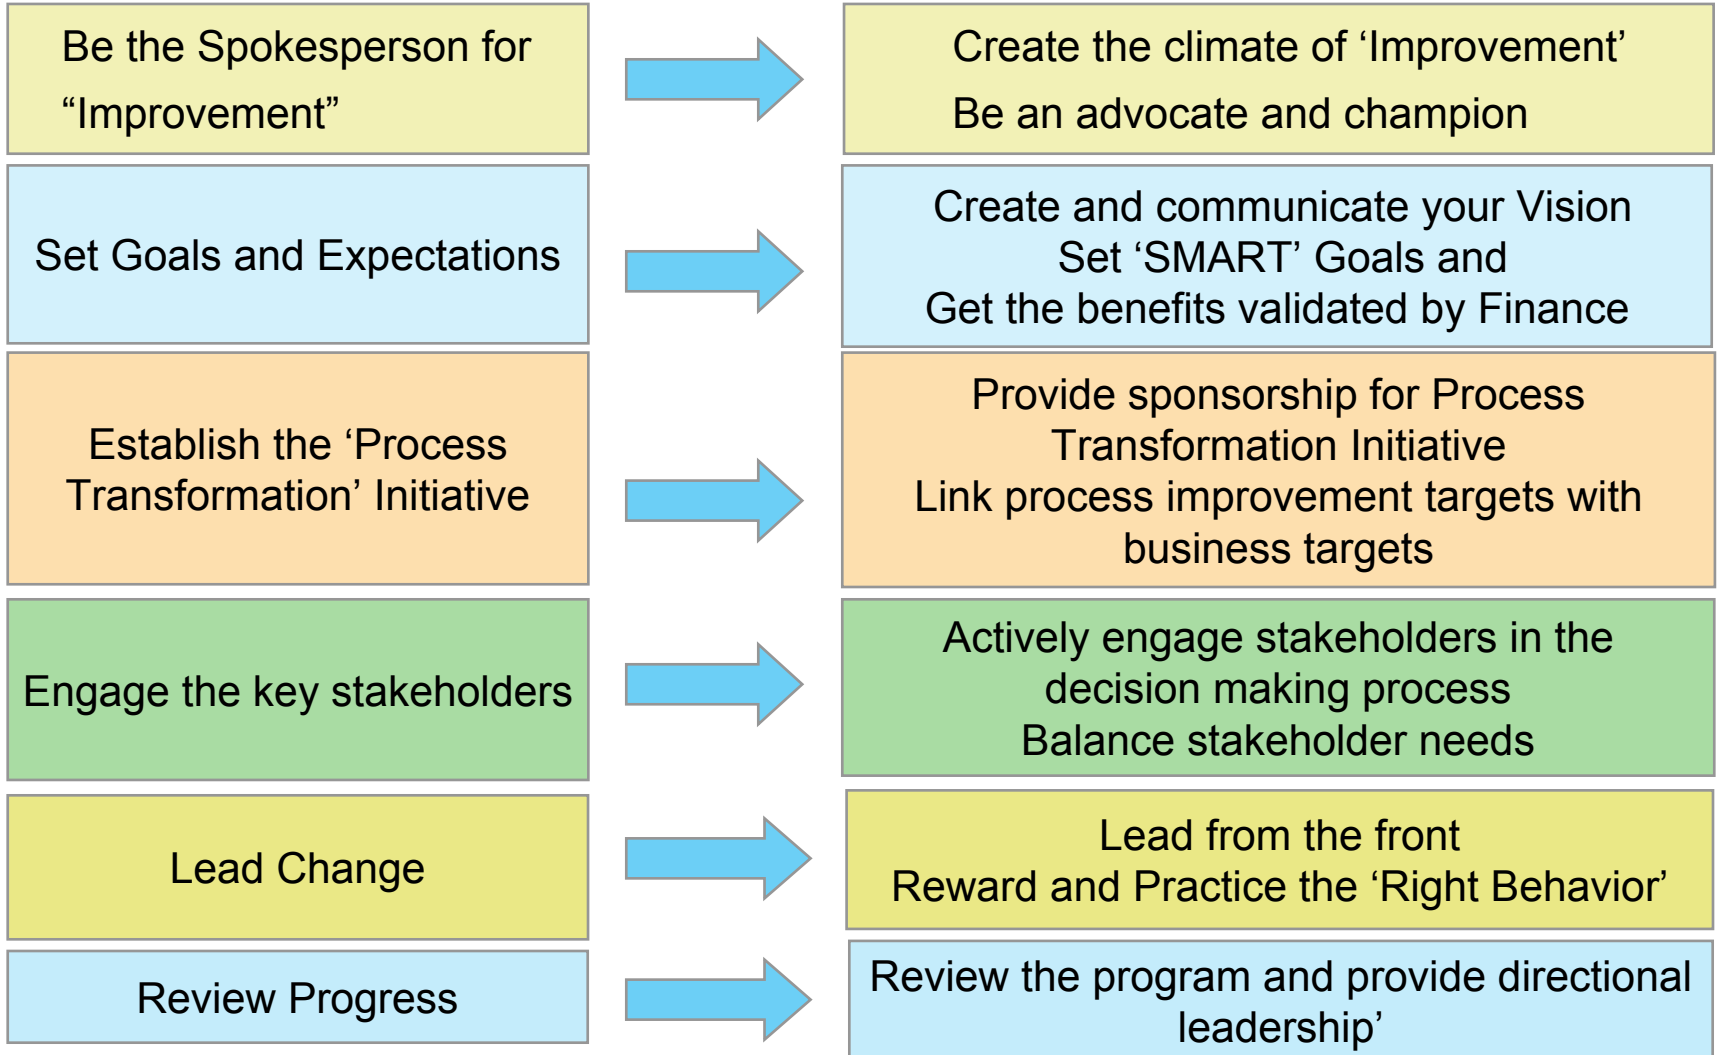 Be the Spokesperson for
“Improvement”
Create the climate of ‘Improvement’
Be an advocate and champion
Set Goals and Expectations
Create and communicate your Vision
Set ‘SMART’ Goals and
Get the benefits validated by Finance
Establish the ‘Process
Transformation’ Initiative
Provide sponsorship for Process
Transformation Initiative
Link process improvement targets with
business targets
Engage the key stakeholders
Actively engage stakeholders in the
decision making process
Balance stakeholder needs
Lead Change
Lead from the front
Reward and Practice the ‘Right Behavior’
Review Progress
Review the program and provide directional
leadership’